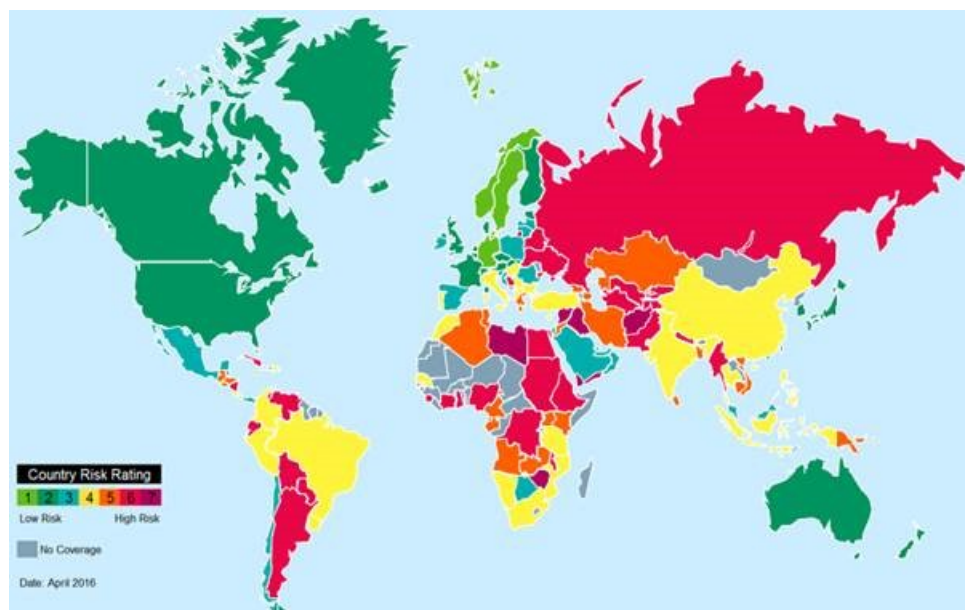 Country Risk Rating
1 2 3 4 5 6 7
Low Risk High Risk
No Coverage
Date: April 2016